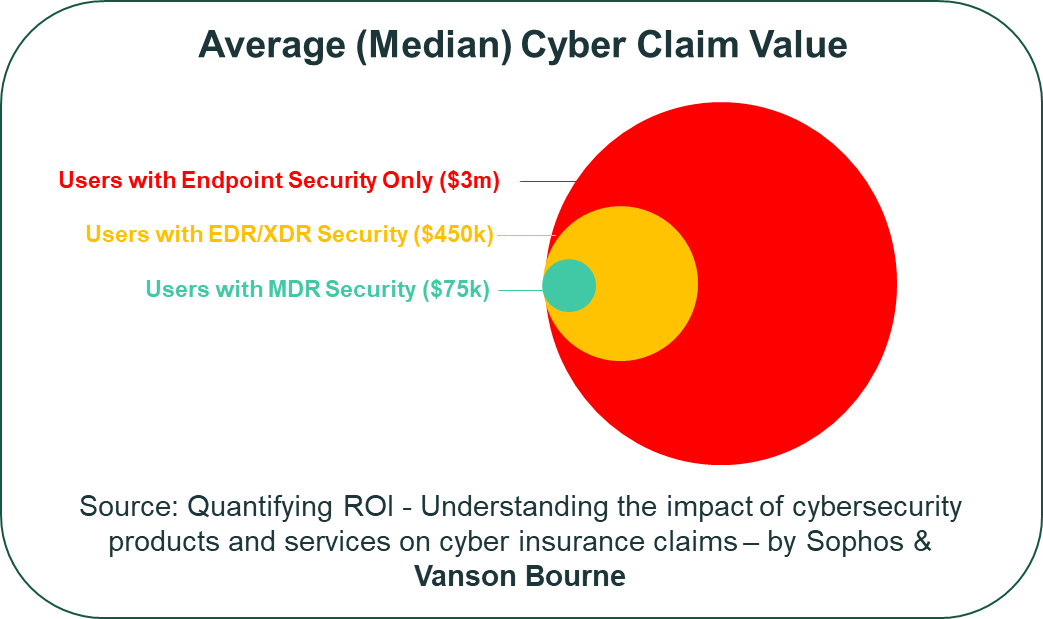 Average (Median) Cyber Claim Value
Users with Endpoint Security Only ($3m)
Users with EDR/XDR Security ($450k)
Users with MDR Security ($75k)
Source: Quantifying ROI - Understanding the impact of cybersecurity
products and services on cyber insurance claims – by Sophos &
Vanson Bourne